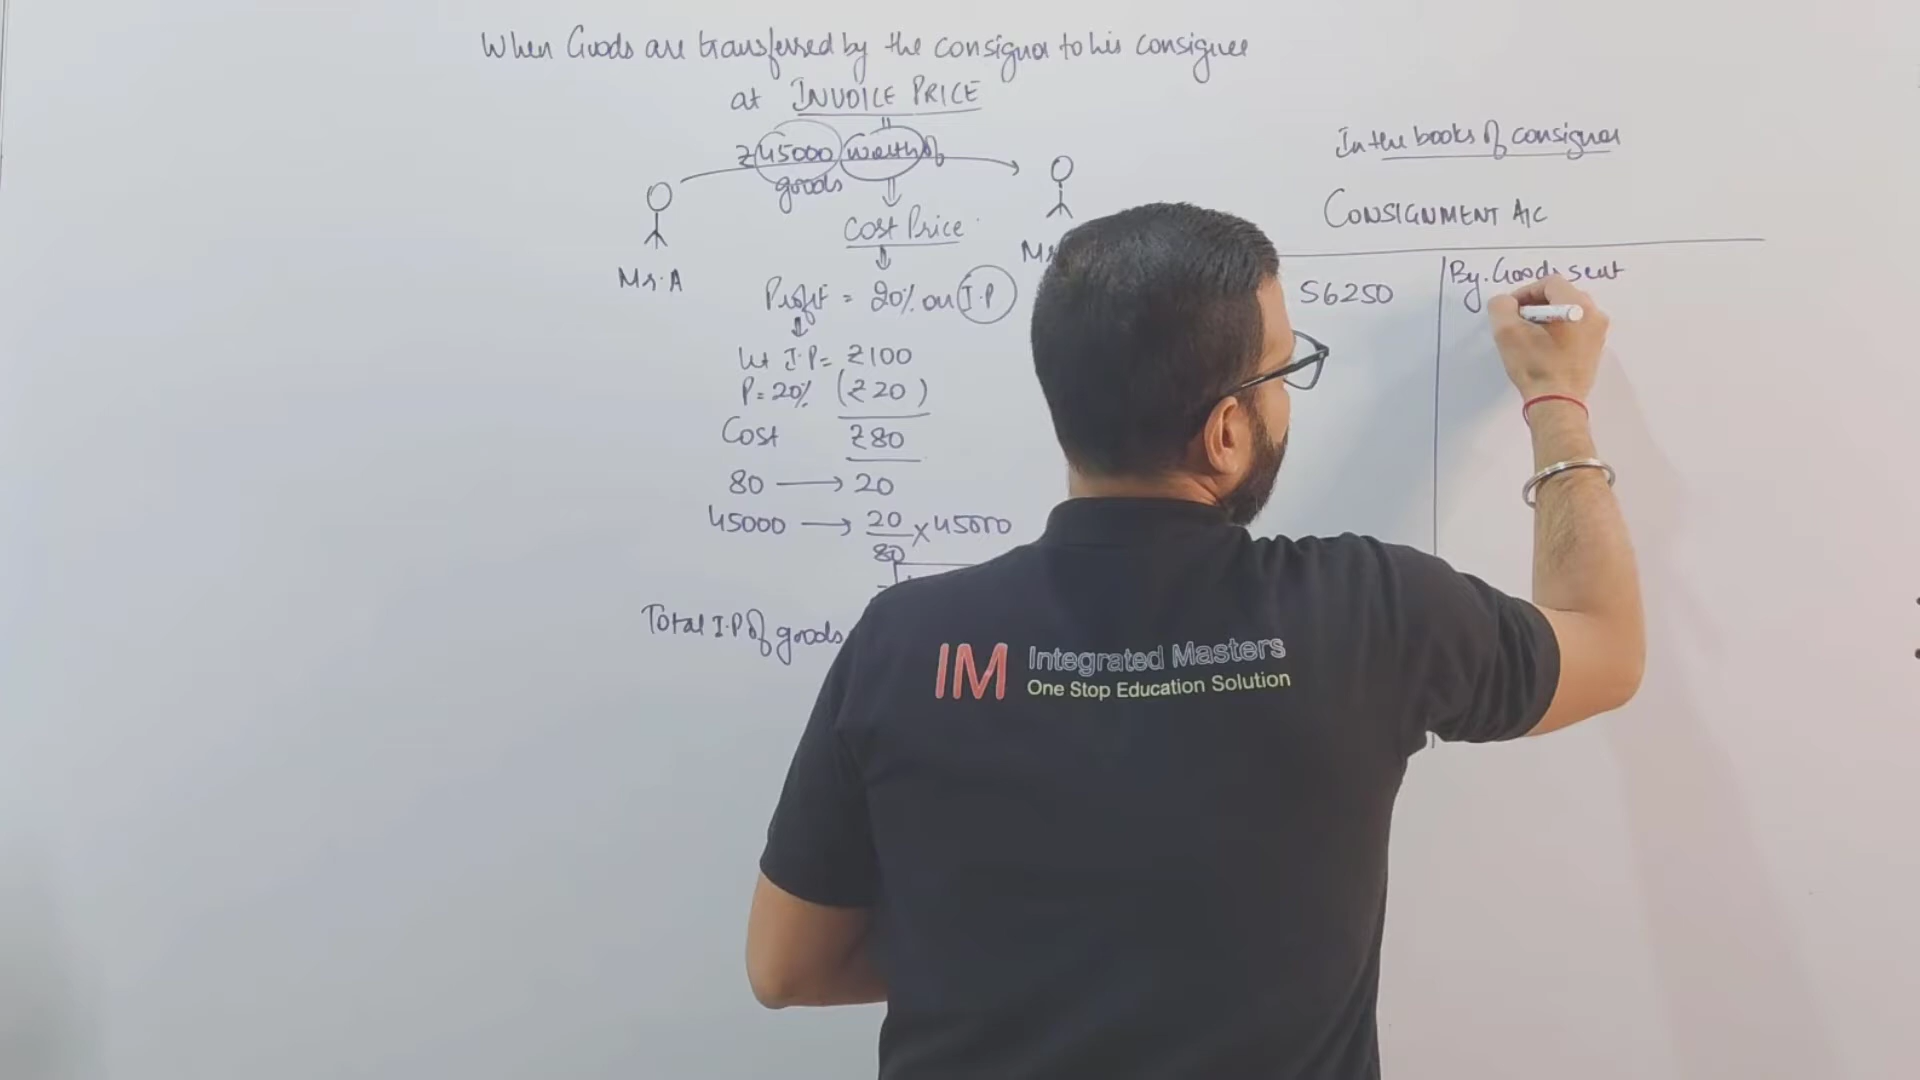 When Goods are transferred by the consignor to his consignee
at INVOICE PRICE
₹45000 worth of
goods
Cost Price
Mr. A
Profit = 20% on I.P
Let I.P = ₹100
P = 20% (₹20)
Cost ₹80
80 → 20
45000 → 20/80 × 45000
Total I.P of goods
In the books of consignor
CONSIGNMENT A/C
56250
By. Goods sent
IM Integrated Masters
One Stop Education Solution